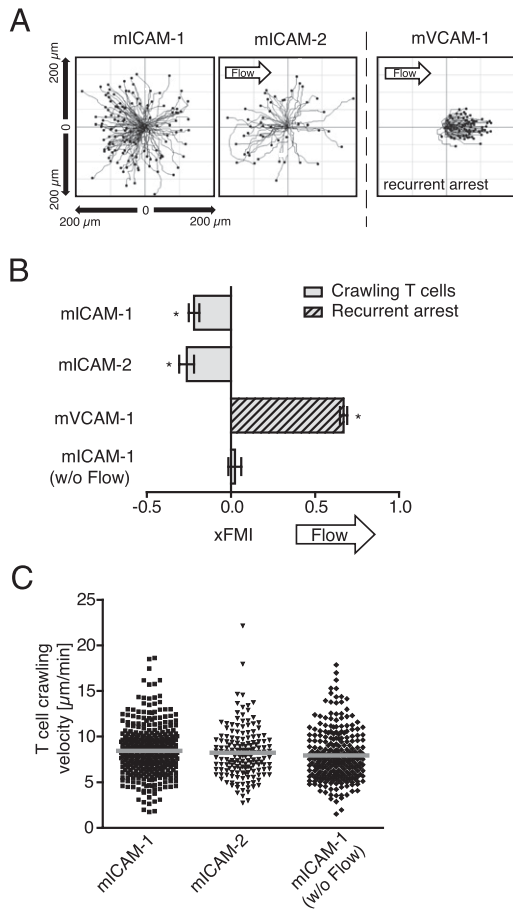 A
mICAM-1
mICAM-2
mVCAM-1
200 µm
0
200 µm
Flow
Flow
recurrent arrest
200 µm
0
200 µm
B
Crawling T cells
Recurrent arrest
mICAM-1
*
mICAM-2
*
mVCAM-1
*
mICAM-1
(w/o Flow)
-0.5
0.0
0.5
1.0
xFMI
Flow
C
T cell crawling
velocity [µm/min]
25
20
15
10
5
0
mICAM-1
mICAM-2
mICAM-1
(w/o Flow)